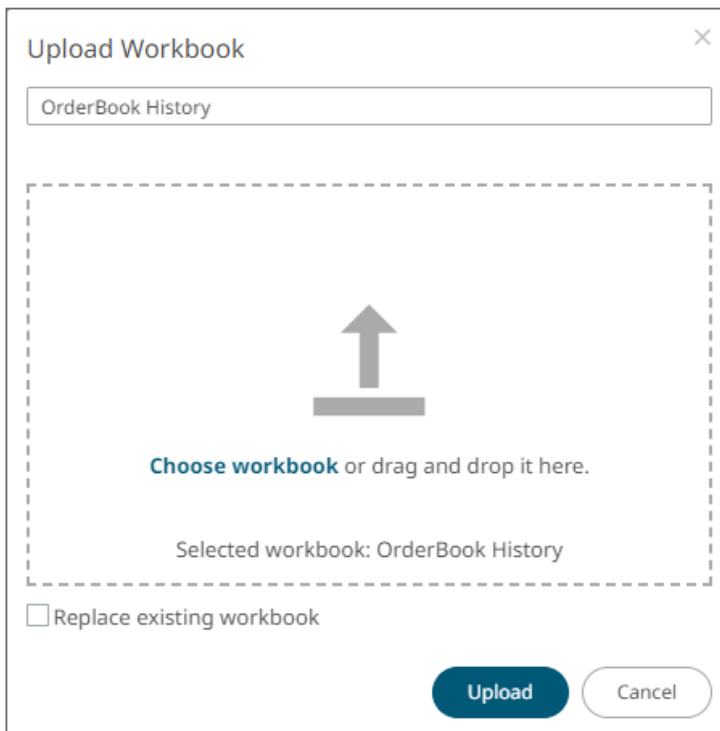 Upload Workbook
OrderBook History
Choose workbook or drag and drop it here.
Selected workbook: OrderBook History
Replace existing workbook
Upload
Cancel